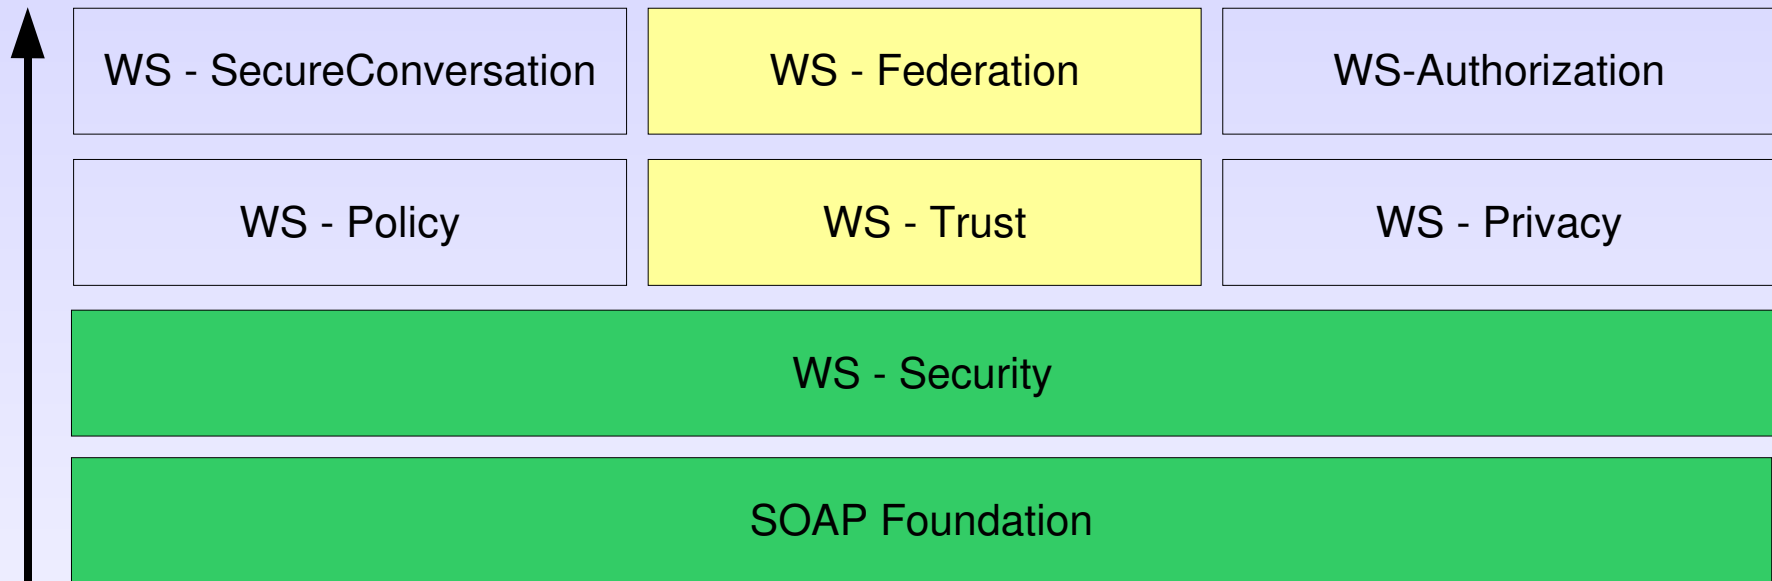 WS - SecureConversation
WS - Federation
WS-Authorization
WS - Policy
WS - Trust
WS - Privacy
WS - Security
SOAP Foundation